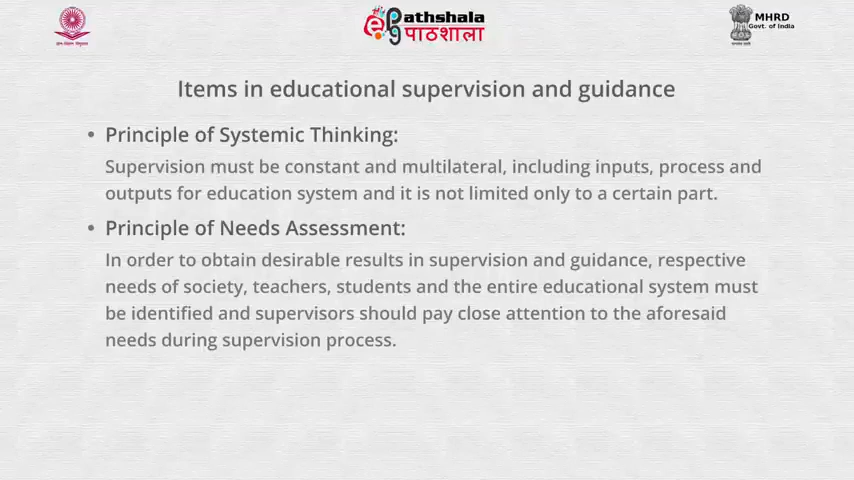 ePathshala
पाठशाला
MHRD
Govt. of India
Items in educational supervision and guidance
• Principle of Systemic Thinking:
Supervision must be constant and multilateral, including inputs, process and
outputs for education system and it is not limited only to a certain part.
• Principle of Needs Assessment:
In order to obtain desirable results in supervision and guidance, respective
needs of society, teachers, students and the entire educational system must
be identified and supervisors should pay close attention to the aforesaid
needs during supervision process.